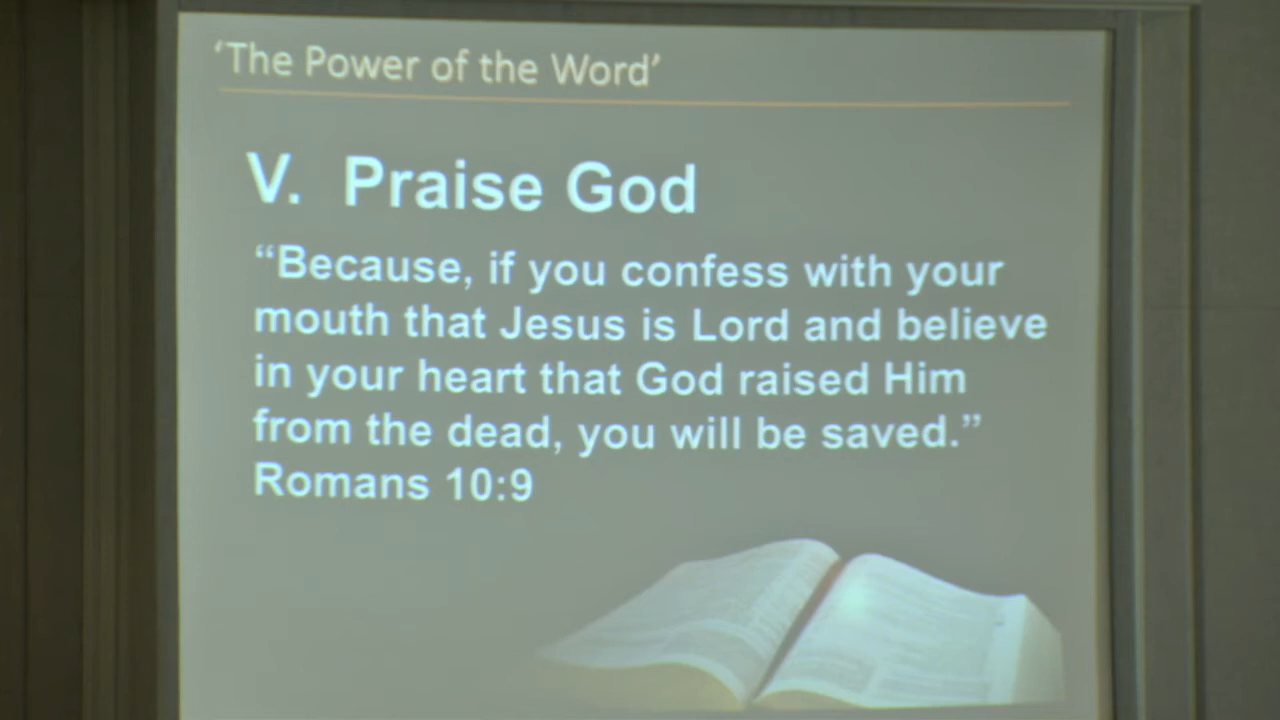 ‘The Power of the Word’
V. Praise God
“Because, if you confess with your
mouth that Jesus is Lord and believe
in your heart that God raised Him
from the dead, you will be saved.”
Romans 10:9